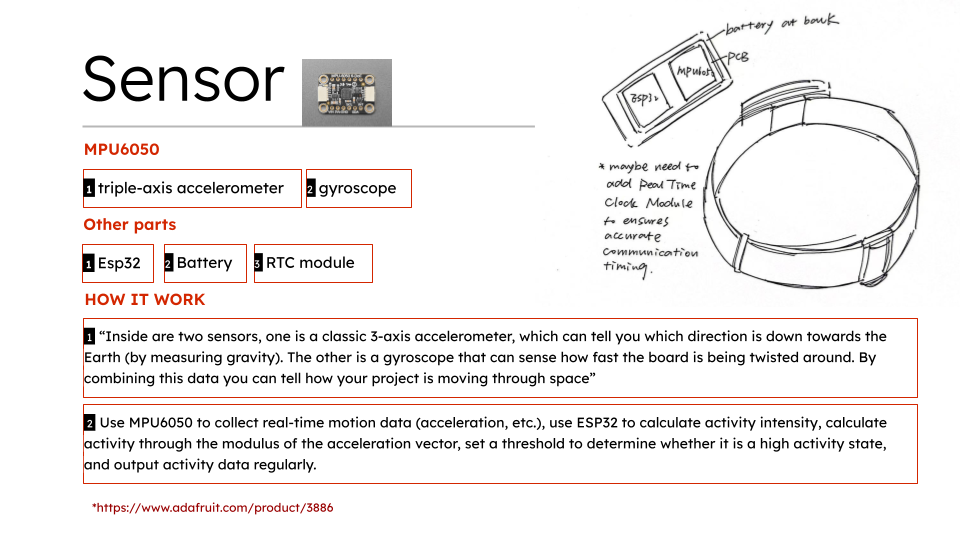 Sensor
MPU6050
1 triple-axis accelerometer
2 gyroscope
Other parts
1 Esp32
2 Battery
3 RTC module
HOW IT WORK
1 “Inside are two sensors, one is a classic 3-axis accelerometer, which can tell you which direction is down towards the
Earth (by measuring gravity). The other is a gyroscope that can sense how fast the board is being twisted around. By
combining this data you can tell how your project is moving through space”
2 Use MPU6050 to collect real-time motion data (acceleration, etc.), use ESP32 to calculate activity intensity, calculate
activity through the modulus of the acceleration vector, set a threshold to determine whether it is a high activity state,
and output activity data regularly.
*https://www.adafruit.com/product/3886
battery at back
PCB
MPU6050
ESP32
* maybe need to
add Real Time
Clock Module
to ensures
accurate
communication
timing.